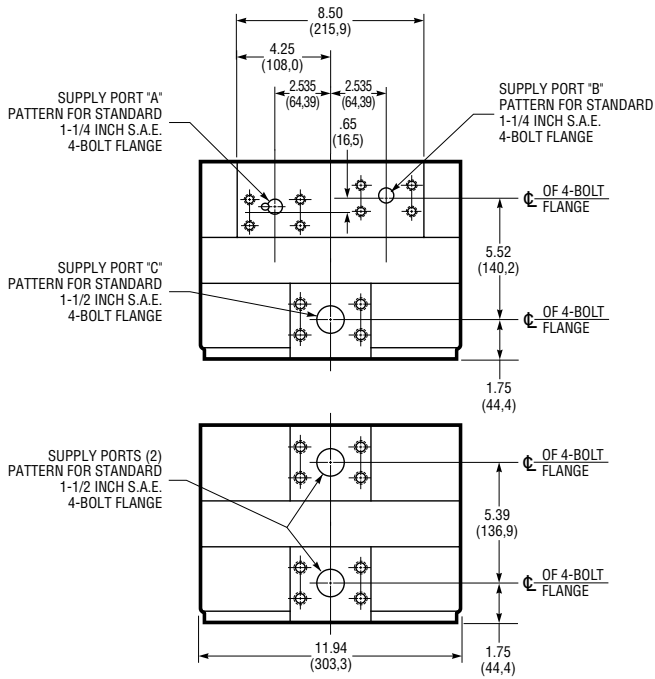 8.50
(215,9)
4.25
(108,0)
2.535
(64,39)
2.535
(64,39)
.65
(16,5)
SUPPLY PORT "A"
PATTERN FOR STANDARD
1-1/4 INCH S.A.E.
4-BOLT FLANGE
SUPPLY PORT "B"
PATTERN FOR STANDARD
1-1/4 INCH S.A.E.
4-BOLT FLANGE
℄ OF 4-BOLT
FLANGE
5.52
(140,2)
SUPPLY PORT "C"
PATTERN FOR STANDARD
1-1/2 INCH S.A.E.
4-BOLT FLANGE
℄ OF 4-BOLT
FLANGE
1.75
(44,4)
SUPPLY PORTS (2)
PATTERN FOR STANDARD
1-1/2 INCH S.A.E.
4-BOLT FLANGE
℄ OF 4-BOLT
FLANGE
5.39
(136,9)
℄ OF 4-BOLT
FLANGE
11.94
(303,3)
1.75
(44,4)